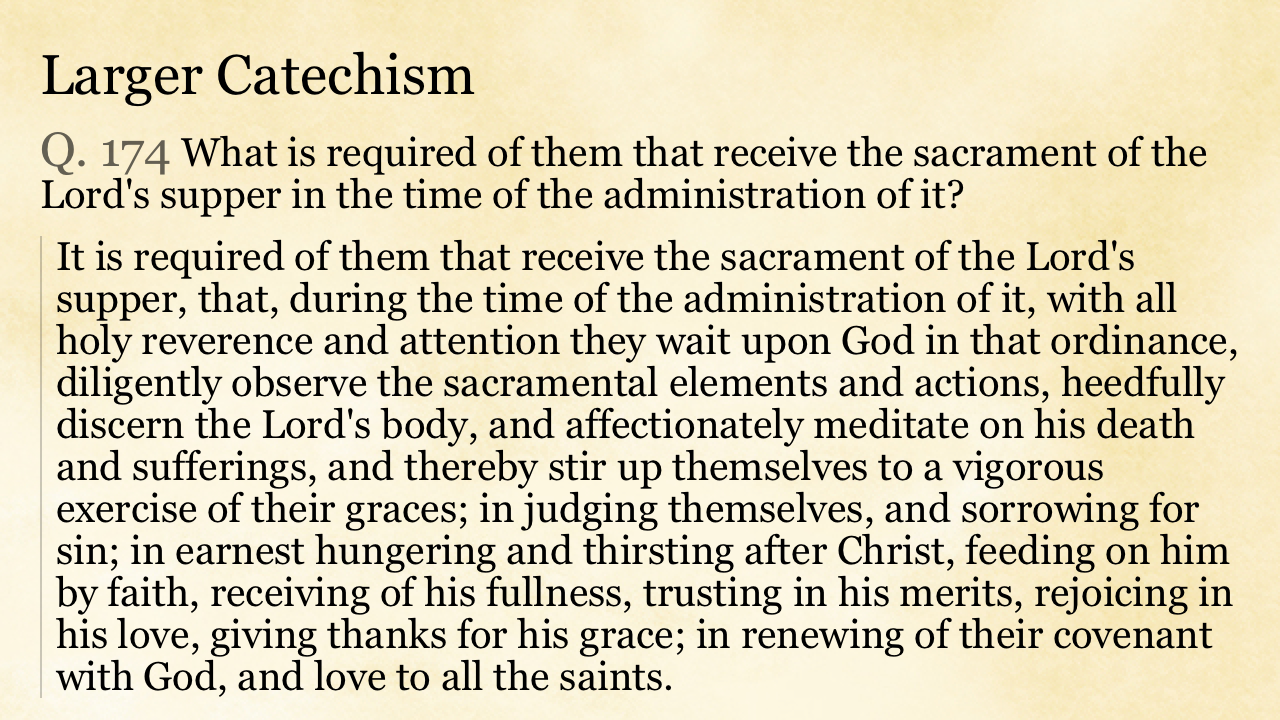 Larger Catechism
Q. 174 What is required of them that receive the sacrament of the
Lord's supper in the time of the administration of it?
It is required of them that receive the sacrament of the Lord's
supper, that, during the time of the administration of it, with all
holy reverence and attention they wait upon God in that ordinance,
diligently observe the sacramental elements and actions, heedfully
discern the Lord's body, and affectionately meditate on his death
and sufferings, and thereby stir up themselves to a vigorous
exercise of their graces; in judging themselves, and sorrowing for
sin; in earnest hungering and thirsting after Christ, feeding on him
by faith, receiving of his fullness, trusting in his merits, rejoicing in
his love, giving thanks for his grace; in renewing of their covenant
with God, and love to all the saints.